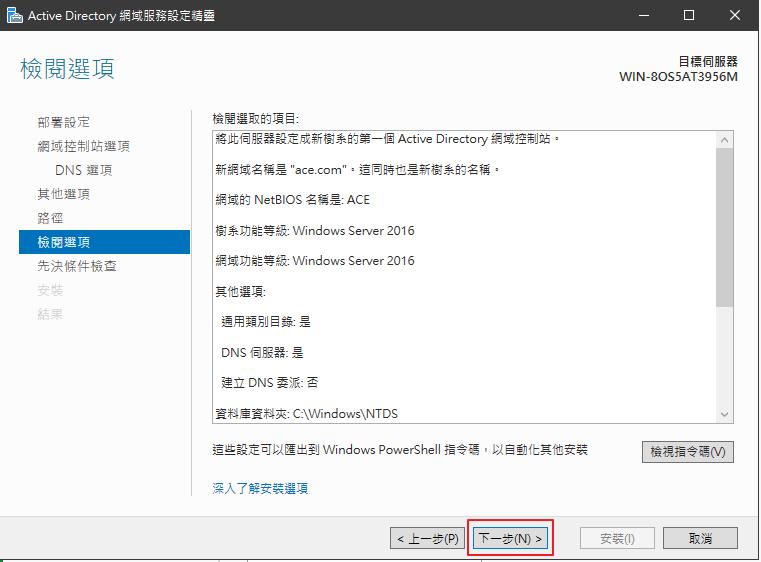 Active Directory 網域服務設定精靈
檢閱選項
目標伺服器
WIN-8OS5AT3956M
部署設定
網域控制站選項
DNS 選項
其他選項
路徑
檢閱選項
先決條件檢查
安裝
結果
檢閱選取的項目:
將此伺服器設定成新樹系的第一個 Active Directory 網域控制站。
新網域名稱是 "ace.com"。這同時也是新樹系的名稱。
網域的 NetBIOS 名稱是: ACE
樹系功能等級: Windows Server 2016
網域功能等級: Windows Server 2016
其他選項:
通用類別目錄: 是
DNS 伺服器: 是
建立 DNS 委派: 否
資料庫資料夾: C:\Windows\NTDS
這些設定可以匯出到 Windows PowerShell 指令碼，以自動化其他安裝
檢視指令碼(V)
深入了解安裝選項
< 上一步(P)
下一步(N) >
安裝(I)
取消